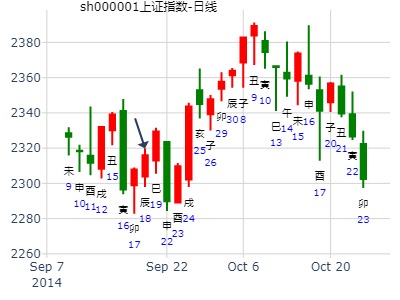 sh000001上证指数-日线
2380
2360
2340
2320
2300
2280
2260
未
9
申
10
酉
11
戌
12
丑
15
寅
16
卯
17
辰
18
巳
19
申
22
酉
23
戌
24
亥
25
子
26
卯
29
辰
30
子
8
丑
9
寅
10
巳
13
午
14
未
15
申
16
酉
17
子
20
丑
21
寅
22
卯
23
Sep 7
2014
Sep 22
Oct 6
Oct 20